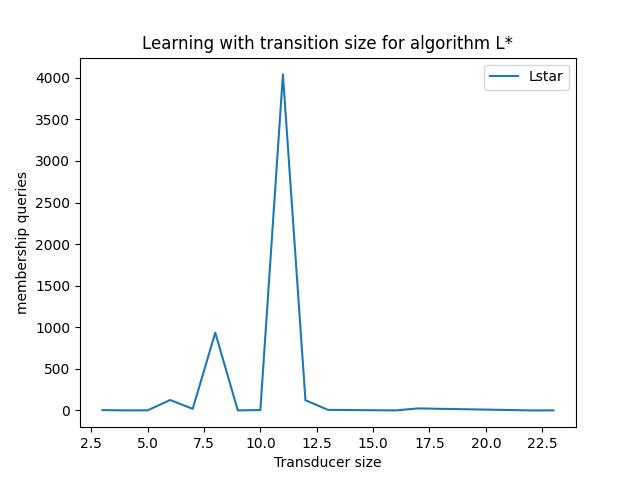 Learning with transition size for algorithm L*
Lstar
4000
3500
3000
2500
2000
1500
1000
500
0
membership queries
2.5 5.0 7.5 10.0 12.5 15.0 17.5 20.0 22.5
Transducer size